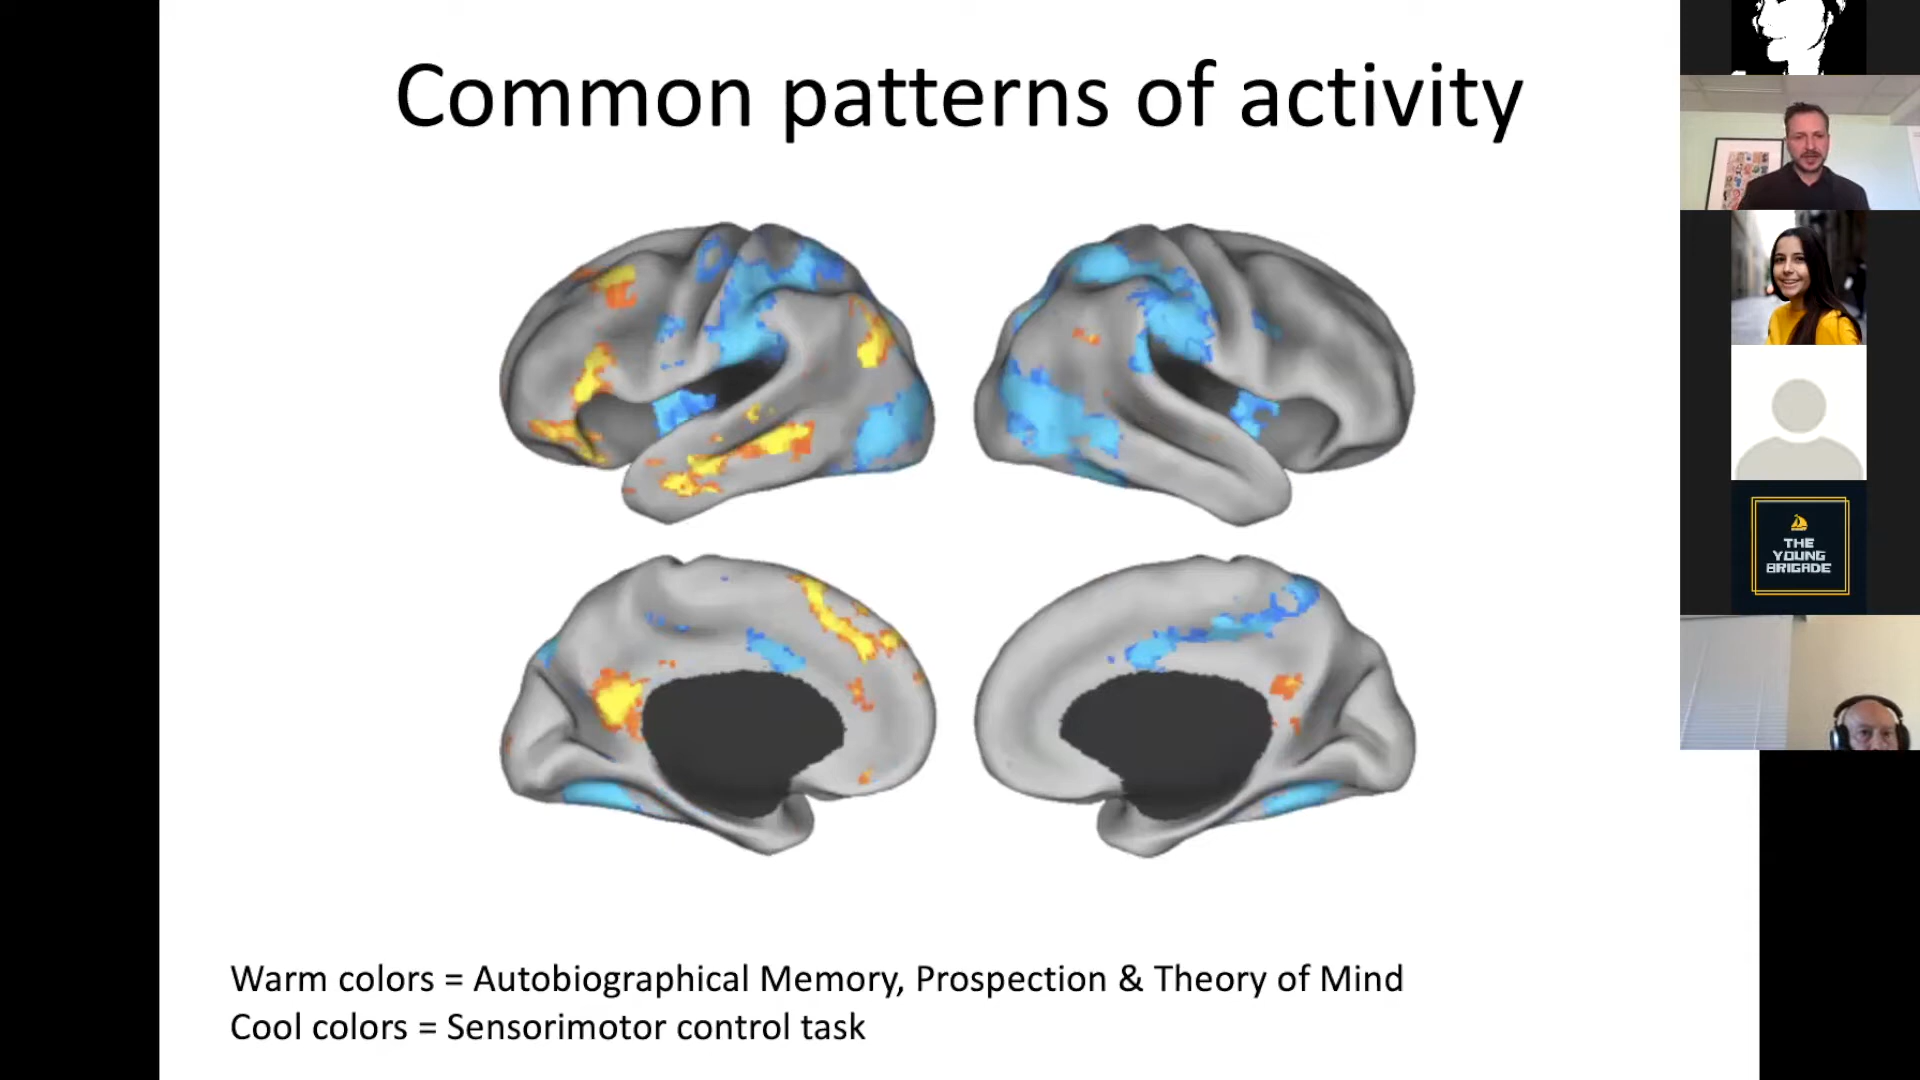 Common patterns of activity
THE
YOUNG
BRIGADE
Warm colors = Autobiographical Memory, Prospection & Theory of Mind
Cool colors = Sensorimotor control task